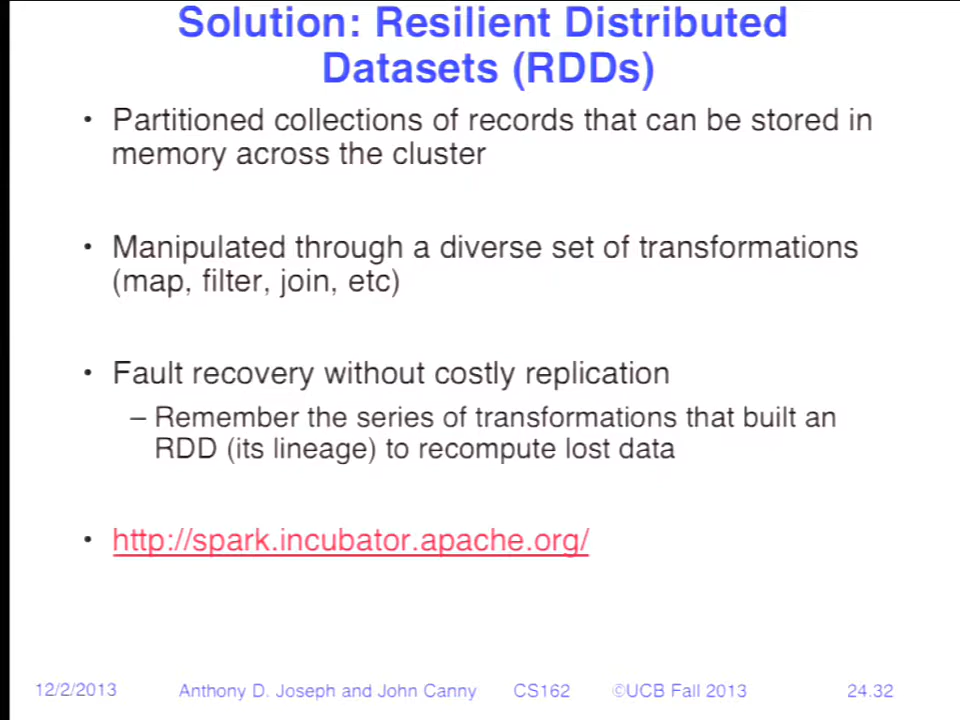 Solution: Resilient Distributed
Datasets (RDDs)
• Partitioned collections of records that can be stored in
memory across the cluster
• Manipulated through a diverse set of transformations
(map, filter, join, etc)
• Fault recovery without costly replication
– Remember the series of transformations that built an
RDD (its lineage) to recompute lost data
• http://spark.incubator.apache.org/
12/2/2013 Anthony D. Joseph and John Canny CS162 ©UCB Fall 2013 24.32